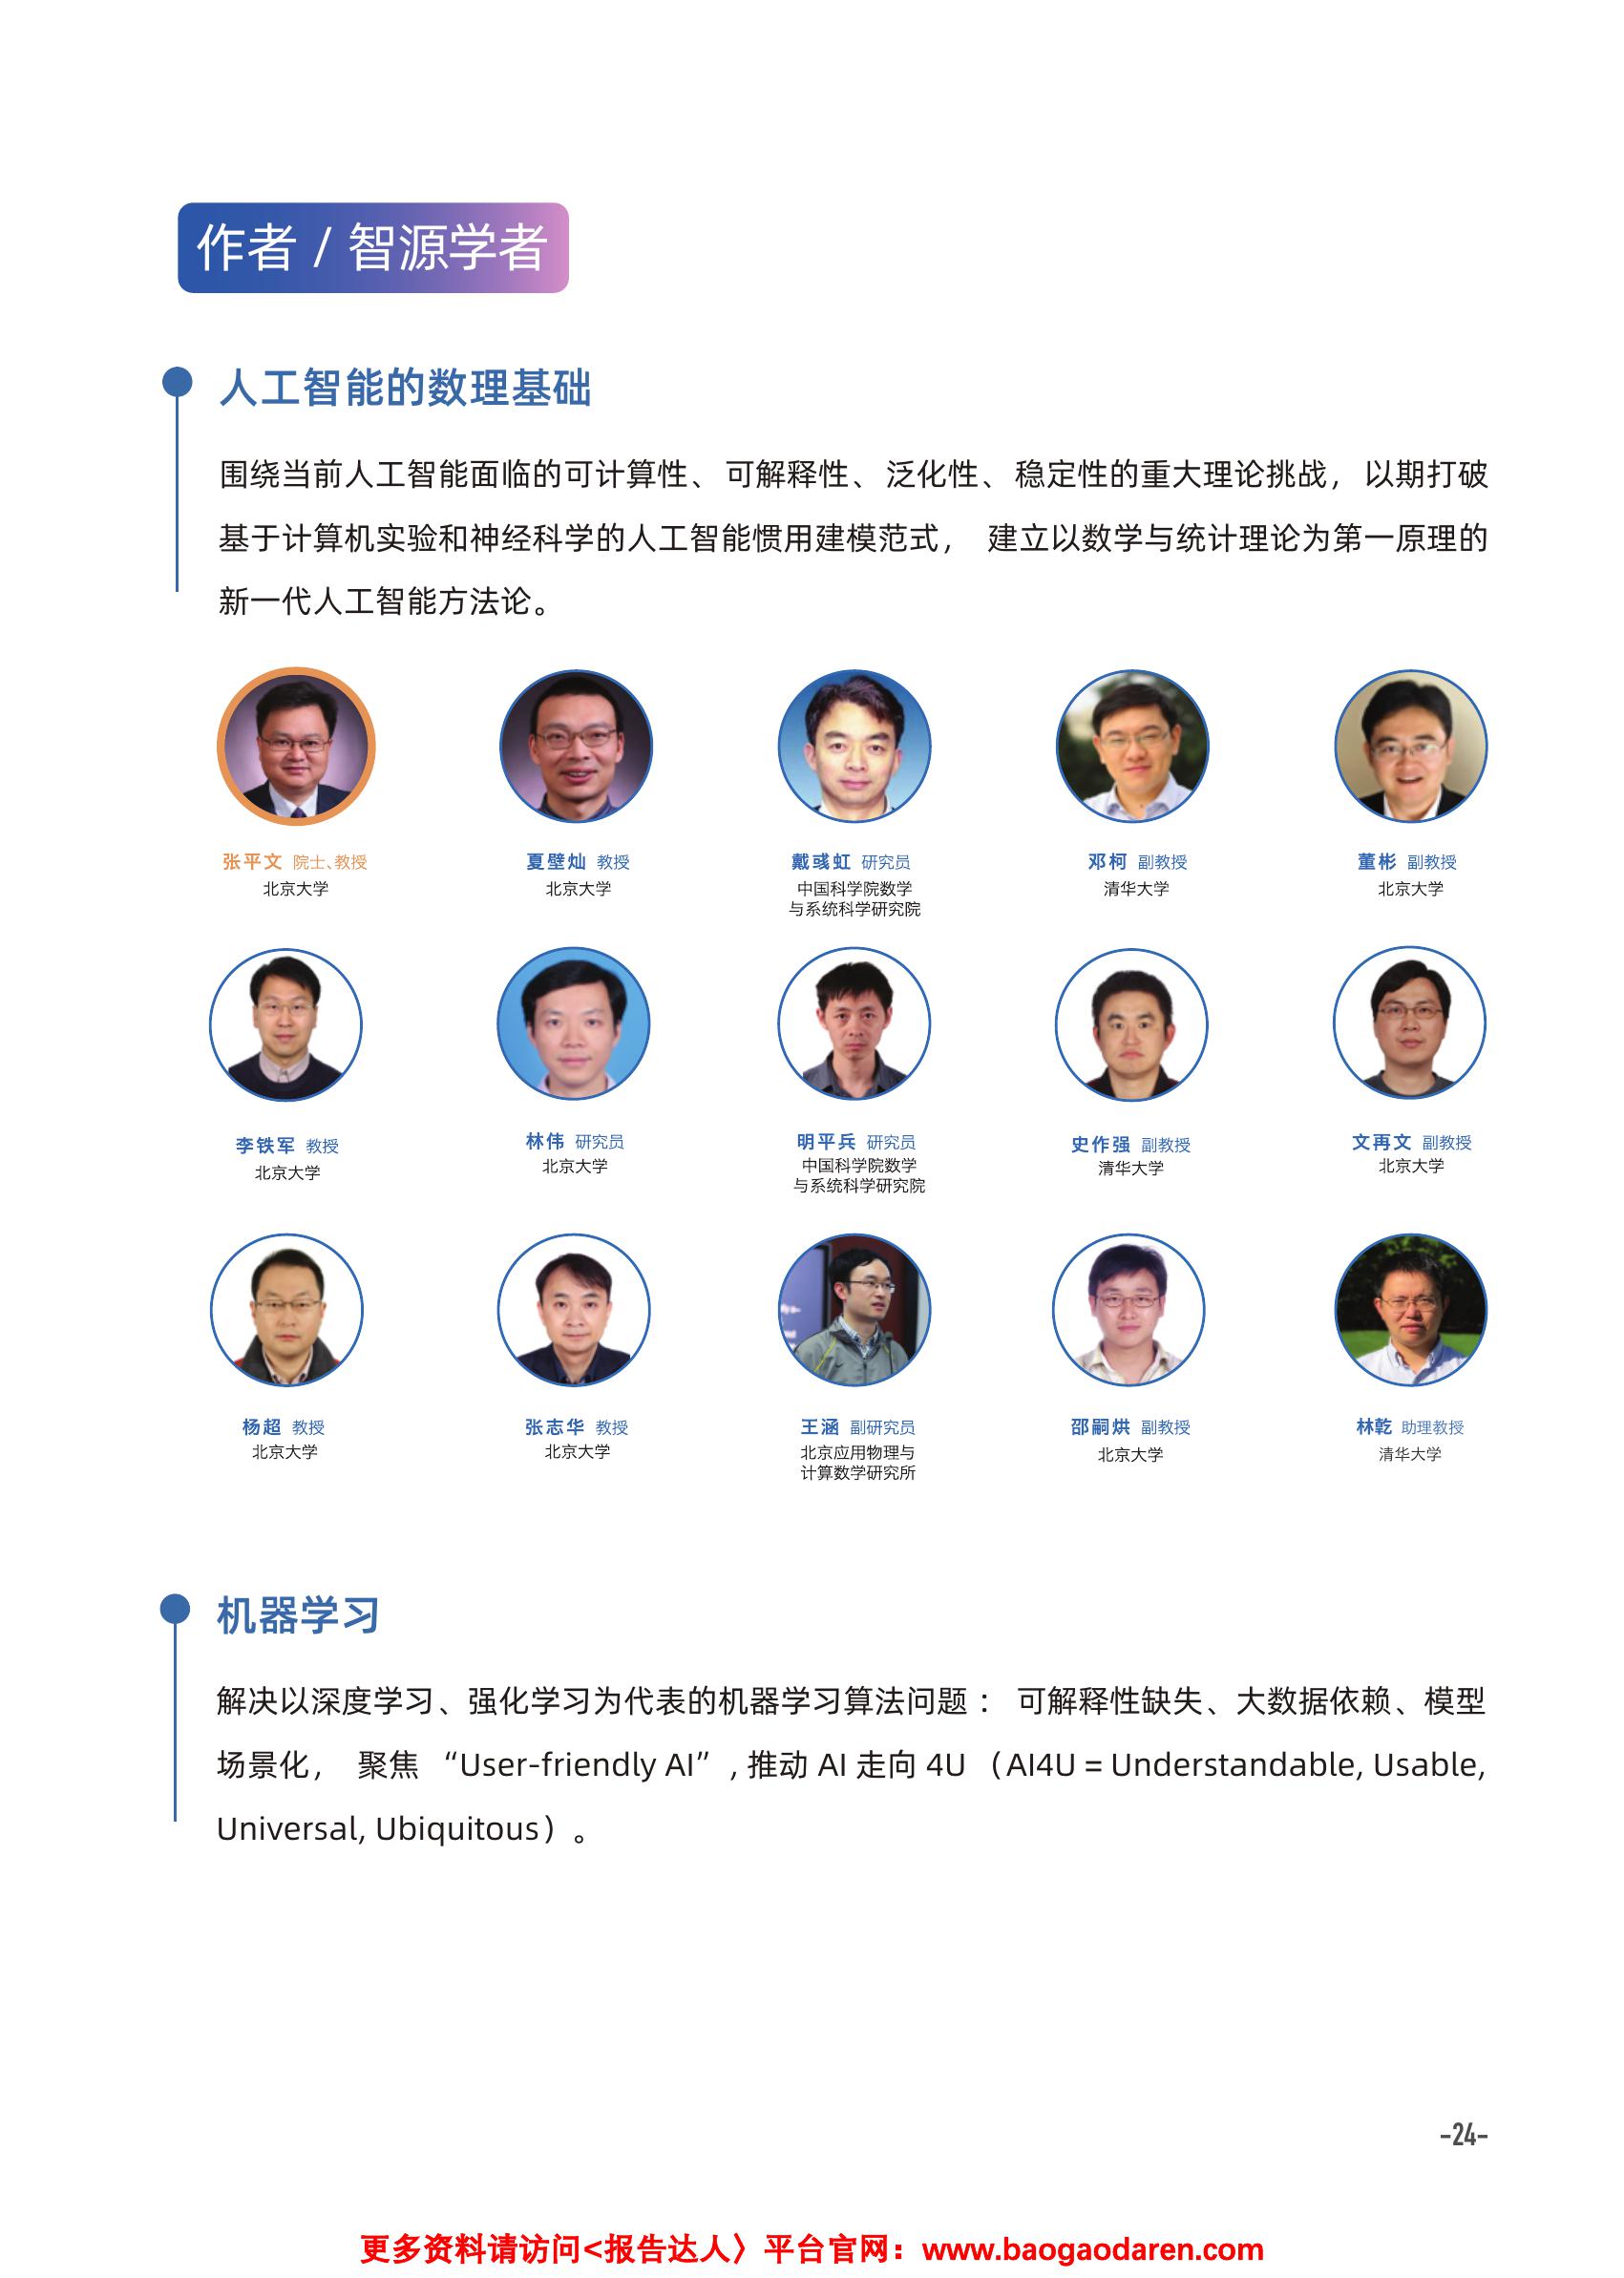 作者 / 智源学者
人工智能的数理基础
围绕当前人工智能面临的可计算性、可解释性、泛化性、稳定性的重大理论挑战，以期打破
基于计算机实验和神经科学的人工智能惯用建模范式， 建立以数学与统计理论为第一原理的
新一代人工智能方法论。
张平文 院士、教授
北京大学
夏壁灿 教授
北京大学
戴彧虹 研究员
中国科学院数学
与系统科学研究院
邓柯 副教授
清华大学
董彬 副教授
北京大学
李铁军 教授
北京大学
林伟 研究员
北京大学
明平兵 研究员
中国科学院数学
与系统科学研究院
史作强 副教授
清华大学
文再文 副教授
北京大学
杨超 教授
北京大学
张志华 教授
北京大学
王涵 副研究员
北京应用物理与
计算数学研究所
邵嗣烘 副教授
北京大学
林乾 助理教授
清华大学
机器学习
解决以深度学习、强化学习为代表的机器学习算法问题： 可解释性缺失、大数据依赖、模型
场景化， 聚焦 “User-friendly AI” , 推动 AI 走向 4U （AI4U = Understandable, Usable,
Universal, Ubiquitous）。
-24-
更多资料请访问<报告达人〉平台官网：www.baogaodaren.com